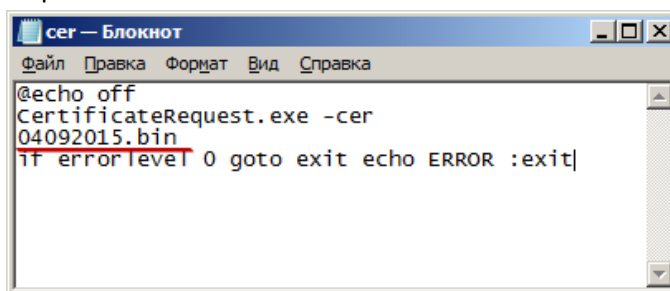 cer — Блокнот
Файл Правка Формат Вид Справка
@echo off
CertificateRequest.exe -cer
04092015.bin
if errorlevel 0 goto exit echo ERROR :exit